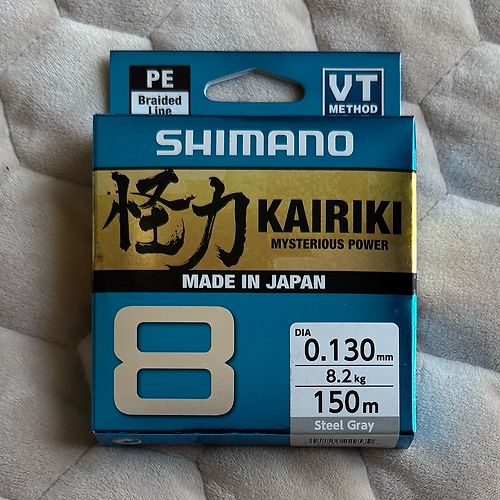 PE
Braided
Line
VT
METHOD
SHIMANO
怪力 KAIRIKI
MYSTERIOUS POWER
MADE IN JAPAN
8
DIA
0.130mm
8.2kg
150m
Steel Gray